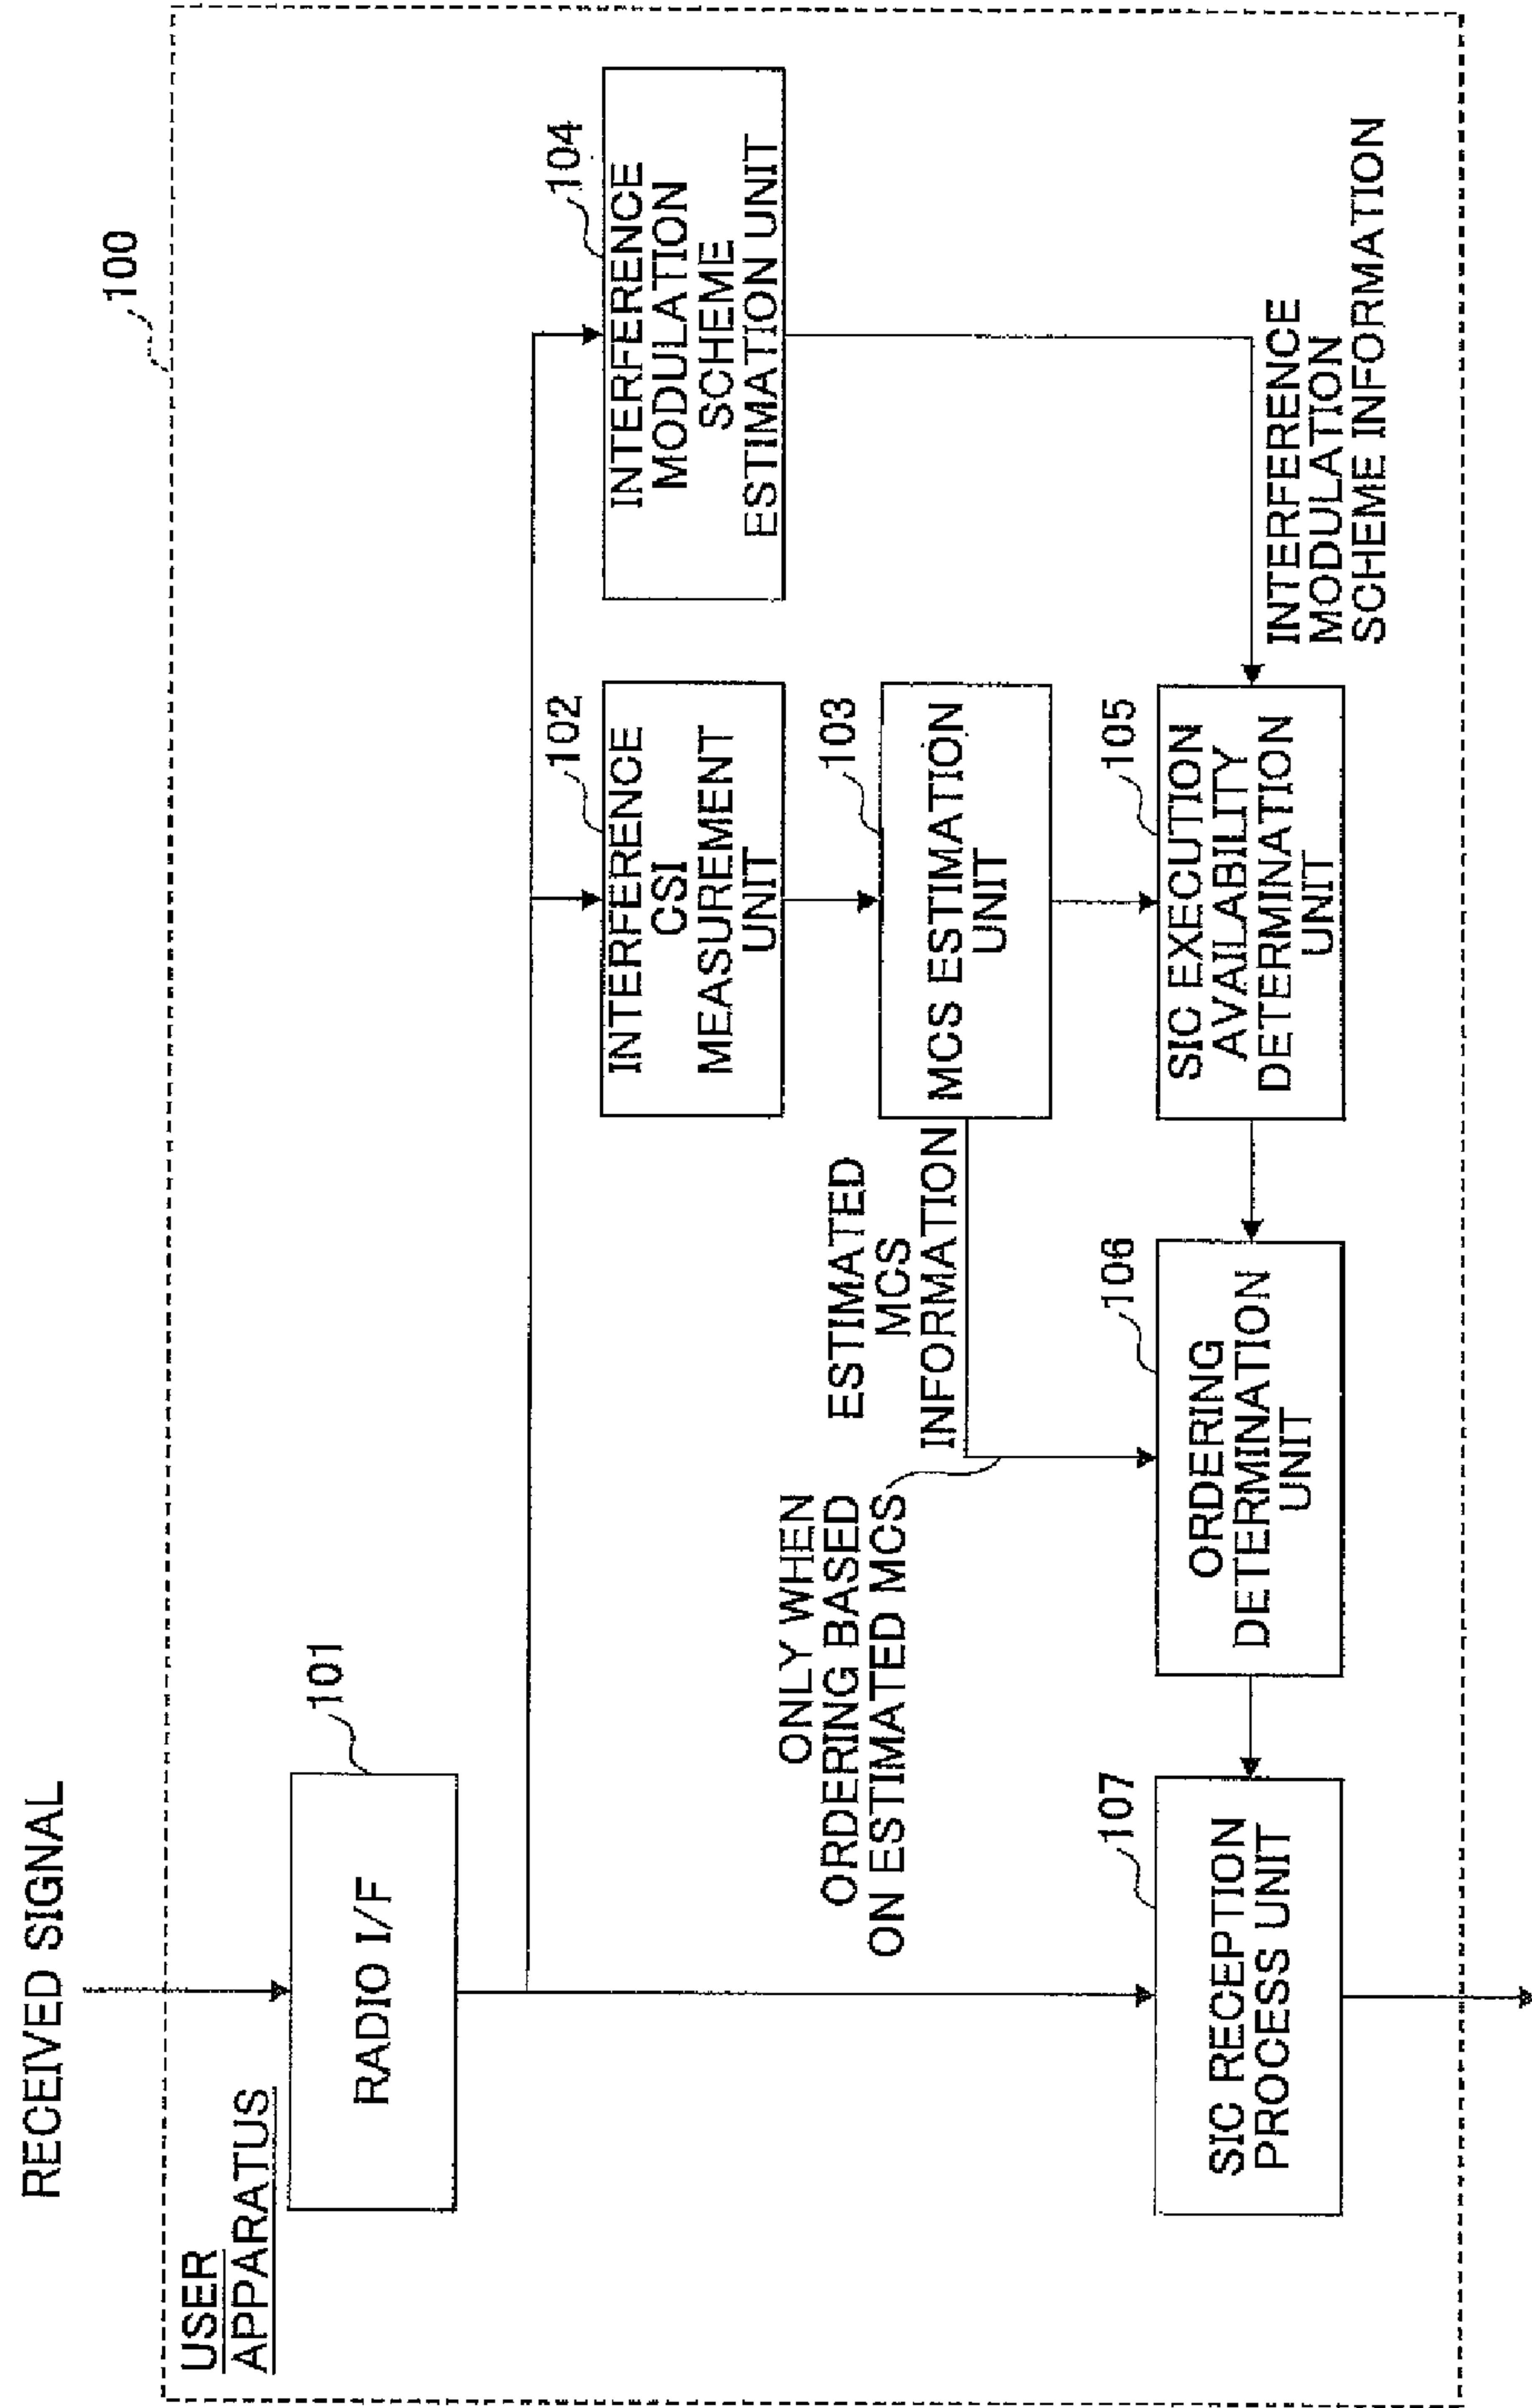 RECEIVED SIGNAL
100
USER
APPARATUS
101
RADIO I/F
102
INTERFERENCE
CSI
MEASUREMENT
UNIT
104
INTERFERENCE
MODULATION
SCHEME
ESTIMATION UNIT
ONLY WHEN
ORDERING BASED
ON ESTIMATED MCS
ESTIMATED
MCS
INFORMATION
103
MCS ESTIMATION
UNIT
107
SIC RECEPTION
PROCESS UNIT
106
ORDERING
DETERMINATION
UNIT
105
SIC EXECUTION
AVAILABILITY
DETERMINATION
UNIT
INTERFERENCE
MODULATION
SCHEME INFORMATION